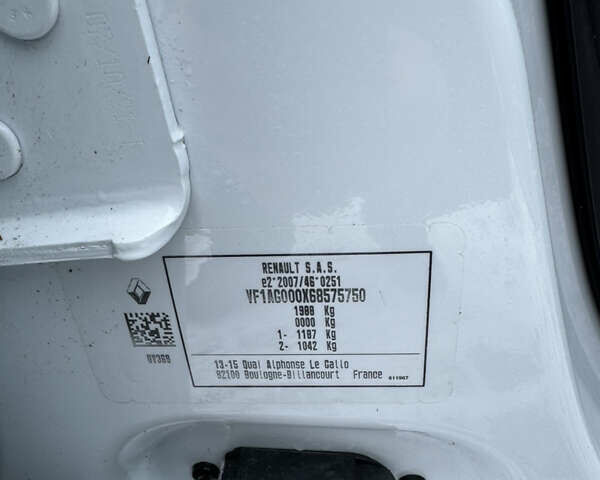 RENAULT S.A.S.
e2*2007/46*0251
VF1AG000X68575750
1988 Kg
0000 Kg
1- 1187 Kg
2- 1042 Kg
13-15 Quai Alphonse Le Gallo
92100 Boulogne-Billancourt France